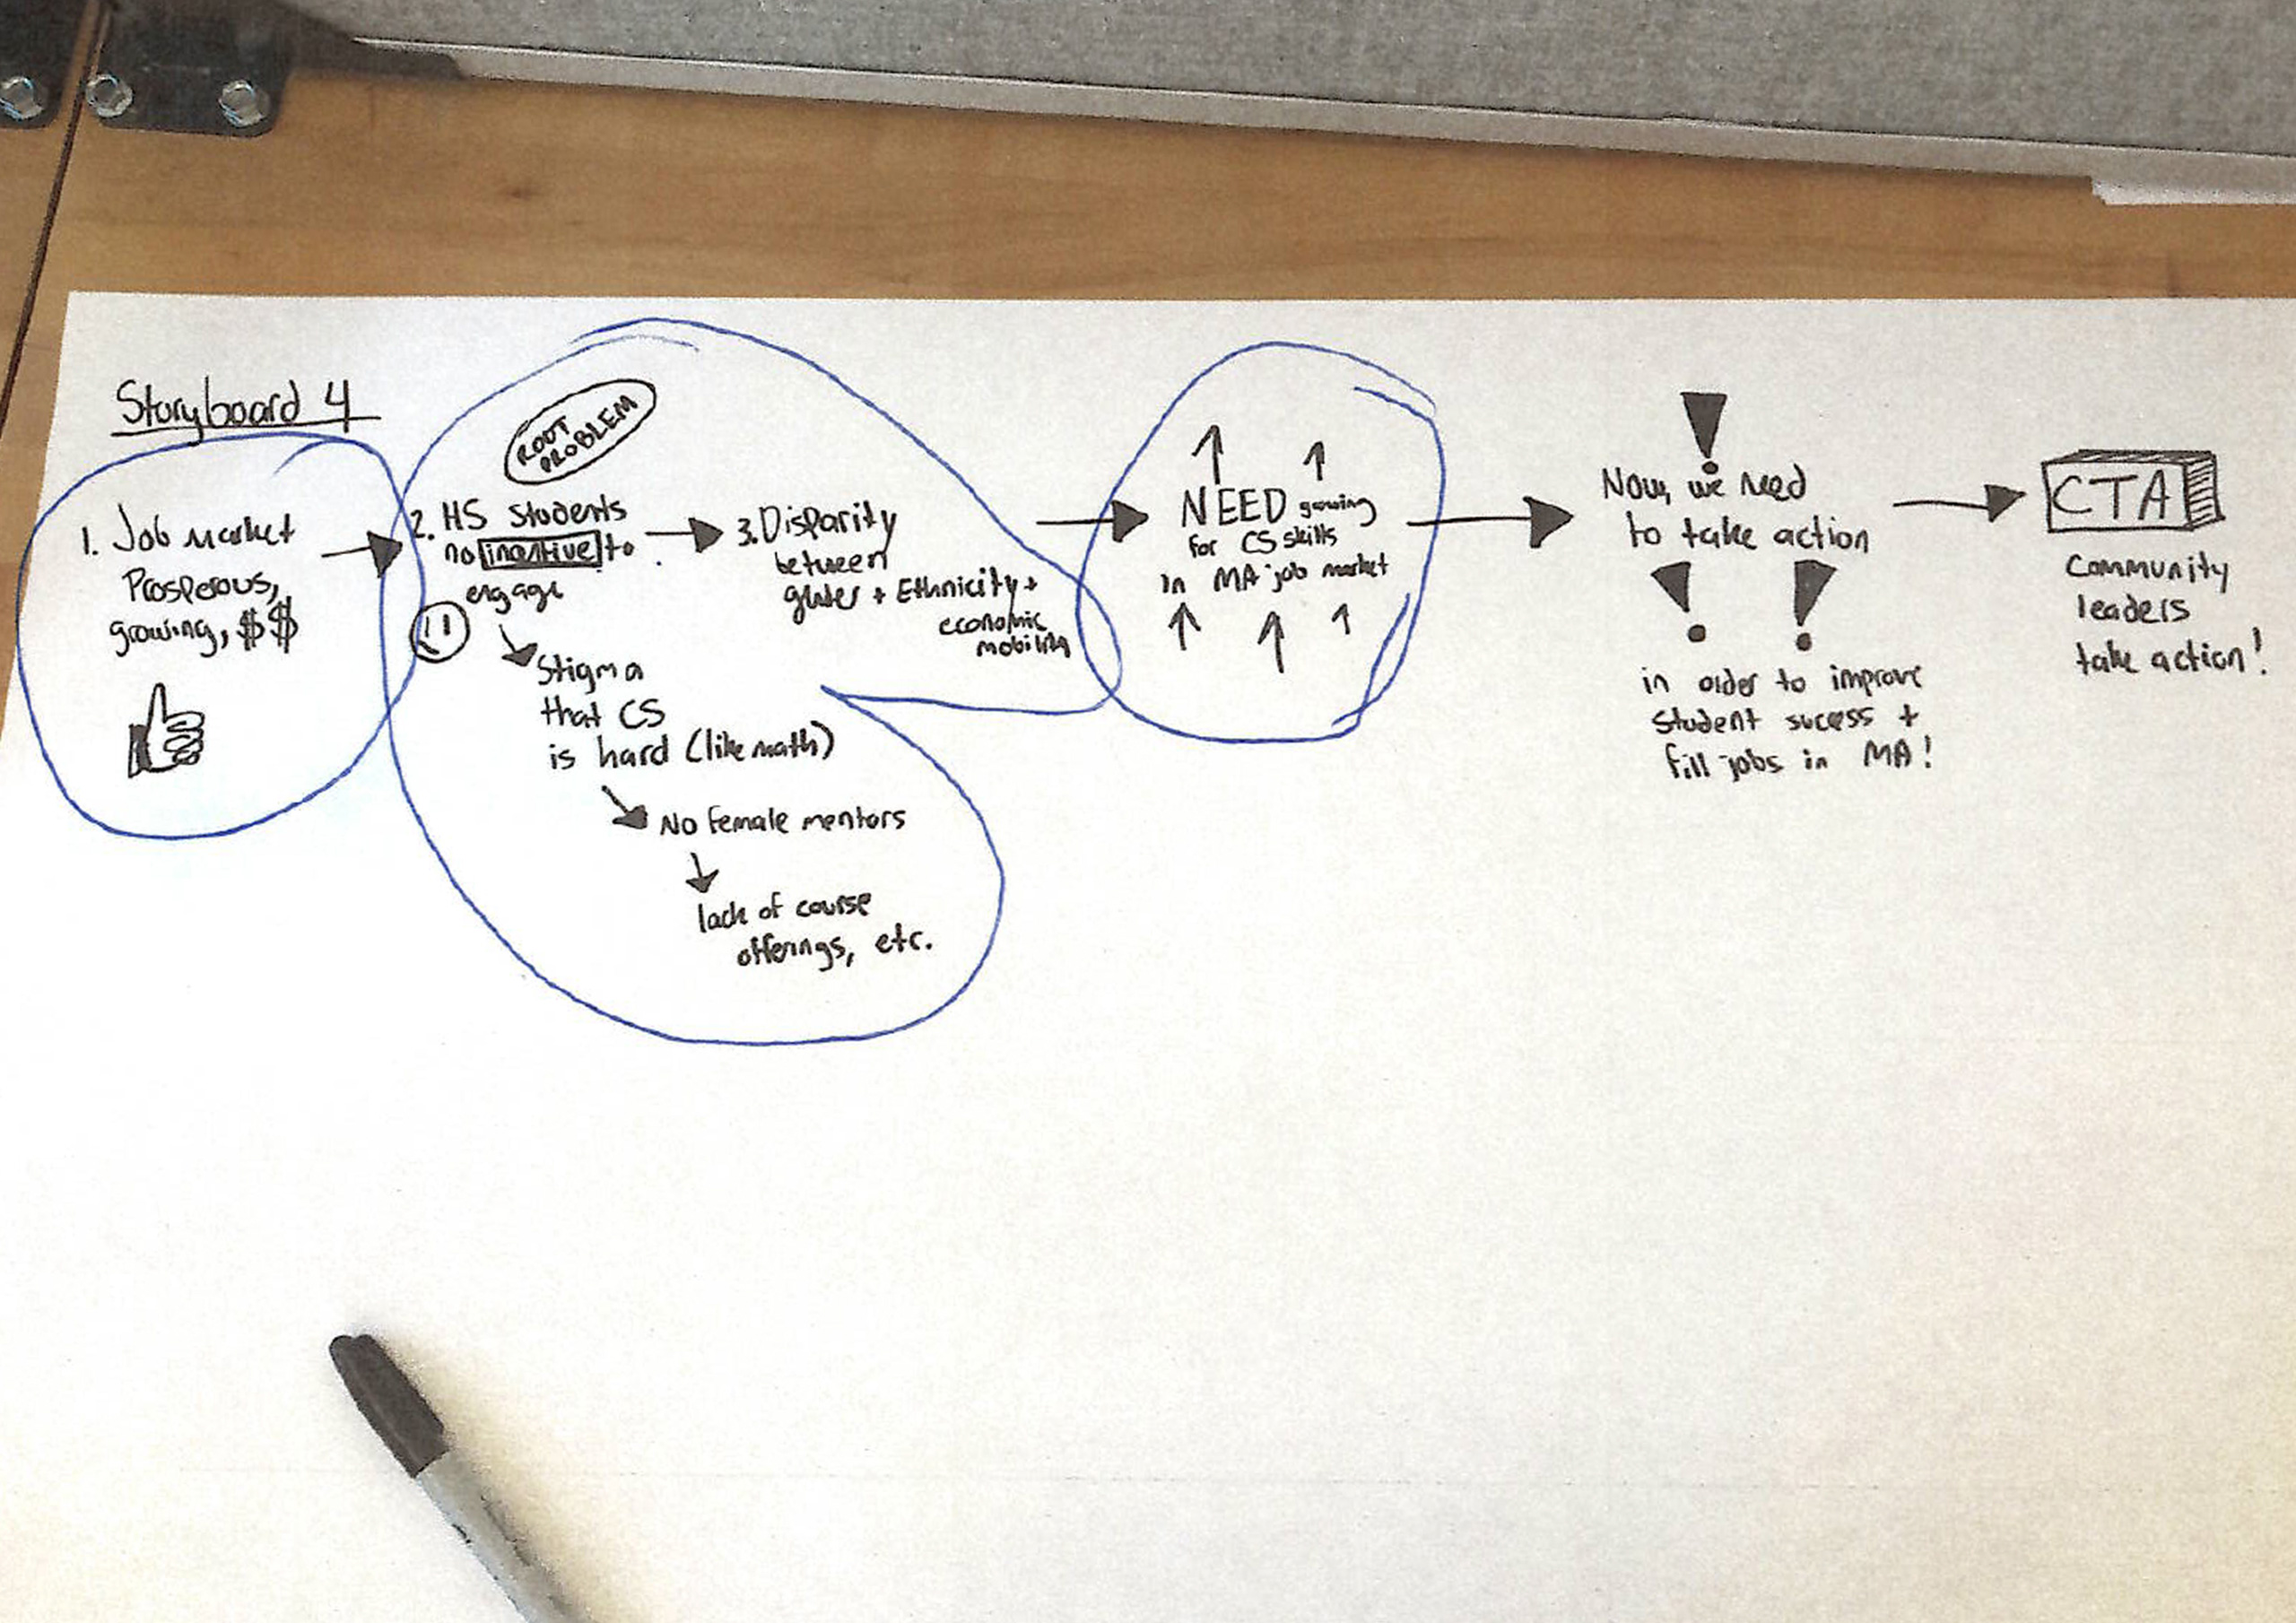 Storyboard 4
1. Job market
Prosperous,
growing, $$
ROOT
PROBLEM
2. HS students
no incentive to
engage
Stigma
that CS
is hard (like math)
No female mentors
lack of course
offerings, etc.
3. Disparity
between
+ Ethnicity +
economic
mobility
NEED growing
for CS skills
in MA job market
Now, we need
to take action
in order to improve
student sucess +
fill jobs in MA!
CTA
Community
leaders
take action!